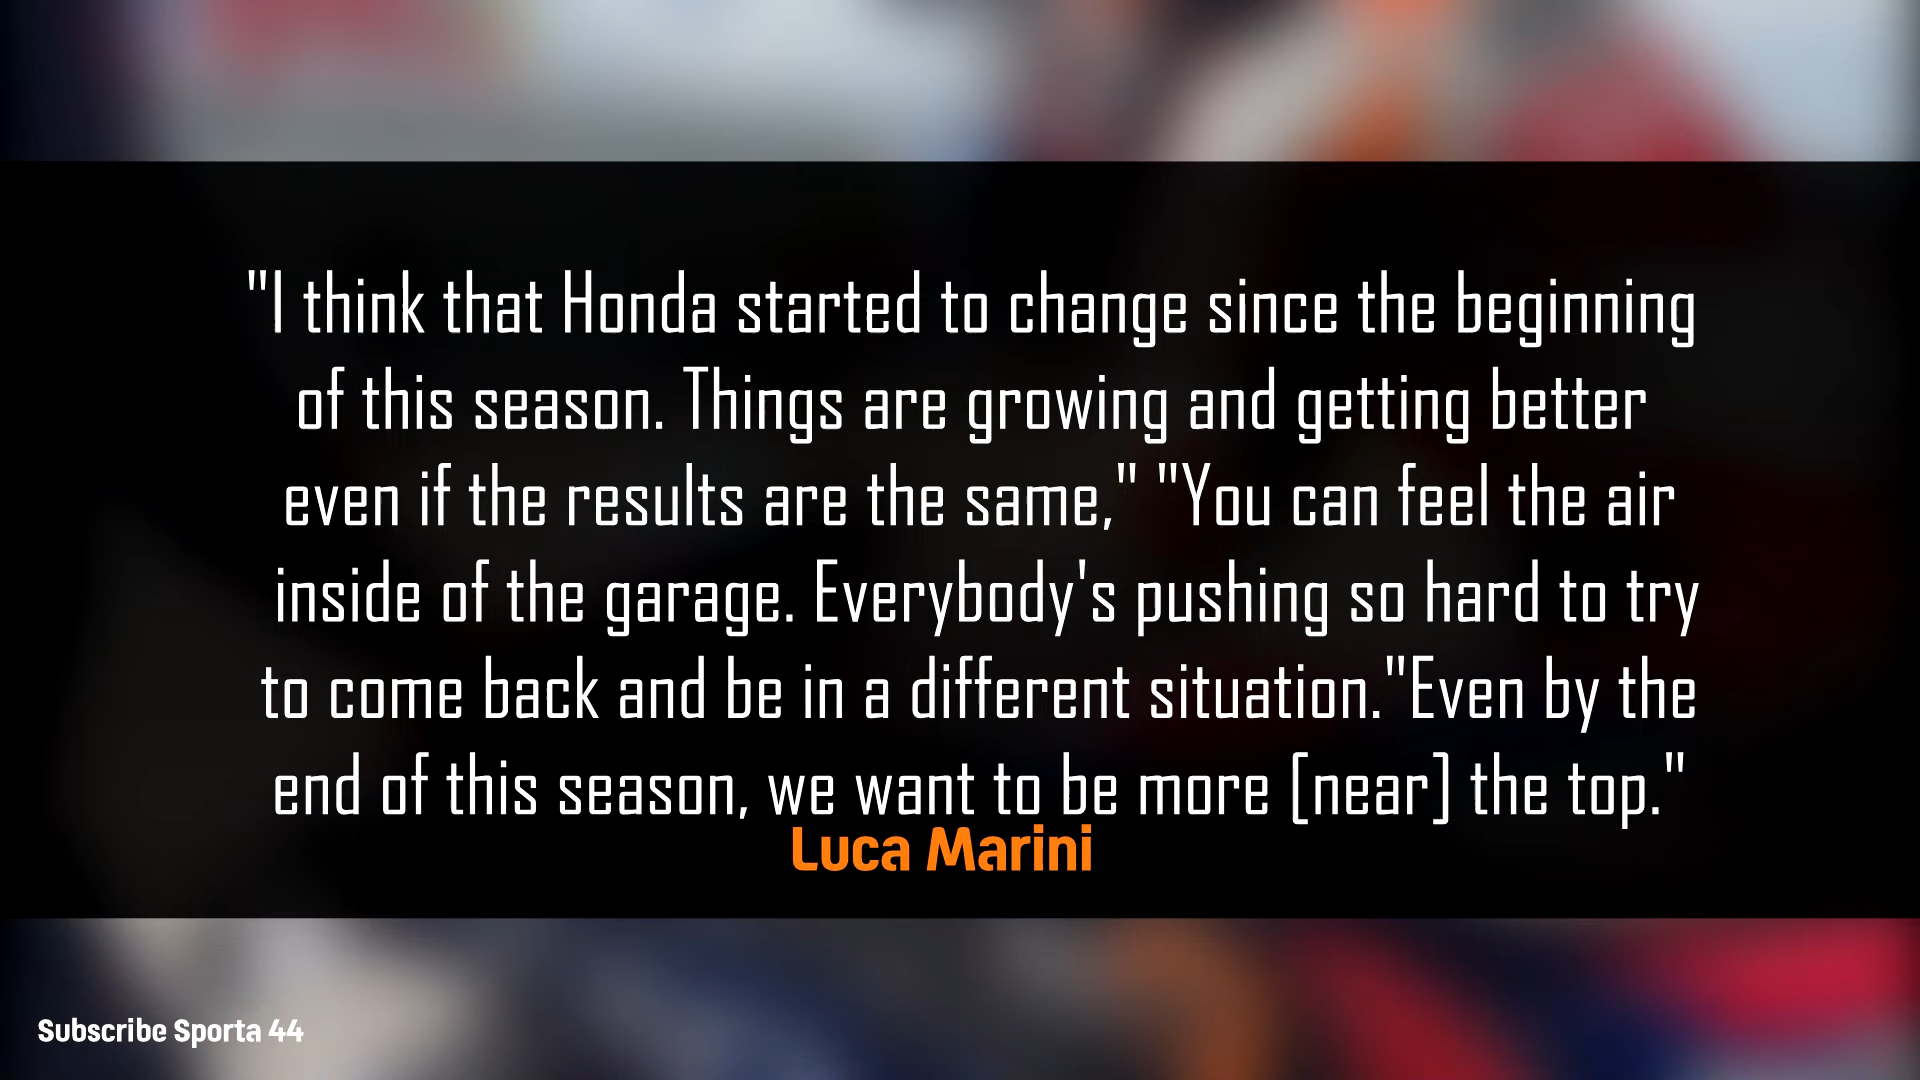 "I think that Honda started to change since the beginning
of this season. Things are growing and getting better
even if the results are the same," "You can feel the air
inside of the garage. Everybody's pushing so hard to try
to come back and be in a different situation."Even by the
end of this season, we want to be more [near] the top."
Luca Marini
Subscribe Sporta 44